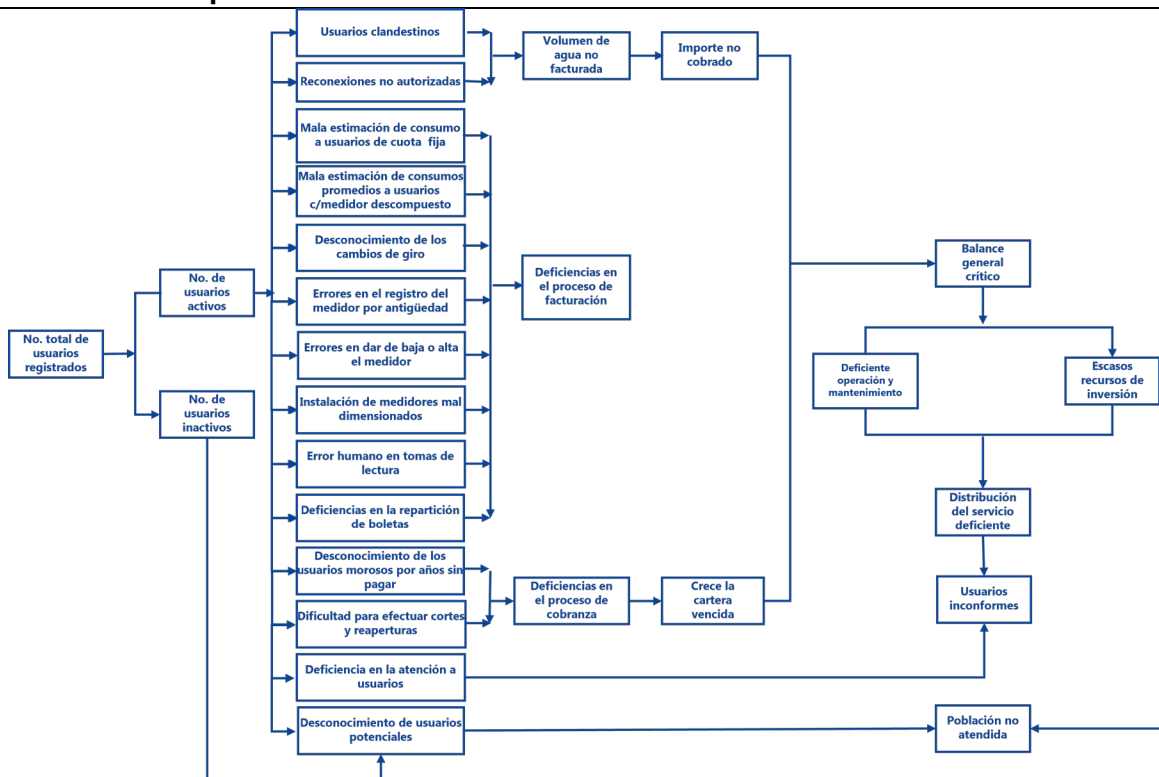 Usuarios clandestinos
Reconexiones no autorizadas
Mala estimación de consumo
a usuarios de cuota fija
Mala estimación de consumos
promedios a usuarios
c/medidor descompuesto
Desconocimiento de los
cambios de giro
Errores en el registro del
medidor por antigüedad
Errores en dar de baja o alta
el medidor
Instalación de medidores mal
dimensionados
Error humano en tomas de
lectura
Deficiencias en la repartición
de boletas
Desconocimiento de los
usuarios morosos por años sin
pagar
Dificultad para efectuar cortes
y reaperturas
Deficiencia en la atención a
usuarios
Desconocimiento de usuarios
potenciales
No. total de
usuarios
registrados
No. de
usuarios
activos
No. de
usuarios
inactivos
Volumen de
agua no
facturada
Importe no
cobrado
Deficiencias en
el proceso de
facturación
Deficiencias en
el proceso de
cobranza
Crece la
cartera
vencida
Balance
general
crítico
Deficiente
operación y
mantenimiento
Escasos
recursos de
inversión
Distribución
del servicio
deficiente
Usuarios
inconformes
Población no
atendida